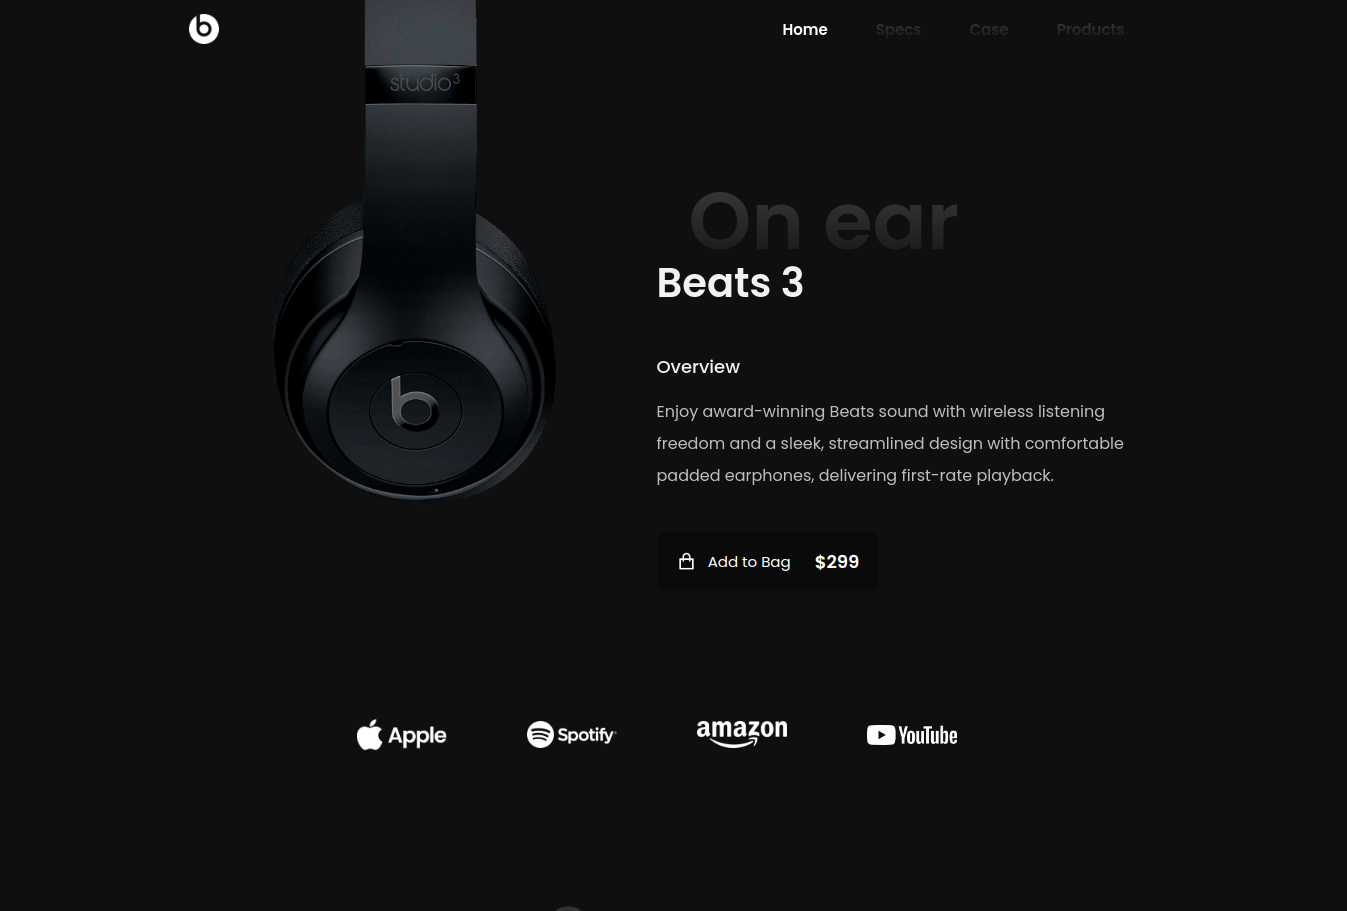 b
Home Specs Case Products
studio3
On ear
Beats 3
Overview
Enjoy award-winning Beats sound with wireless listening
freedom and a sleek, streamlined design with comfortable
padded earphones, delivering first-rate playback.
b
Add to Bag $299
Apple Spotify amazon YouTube